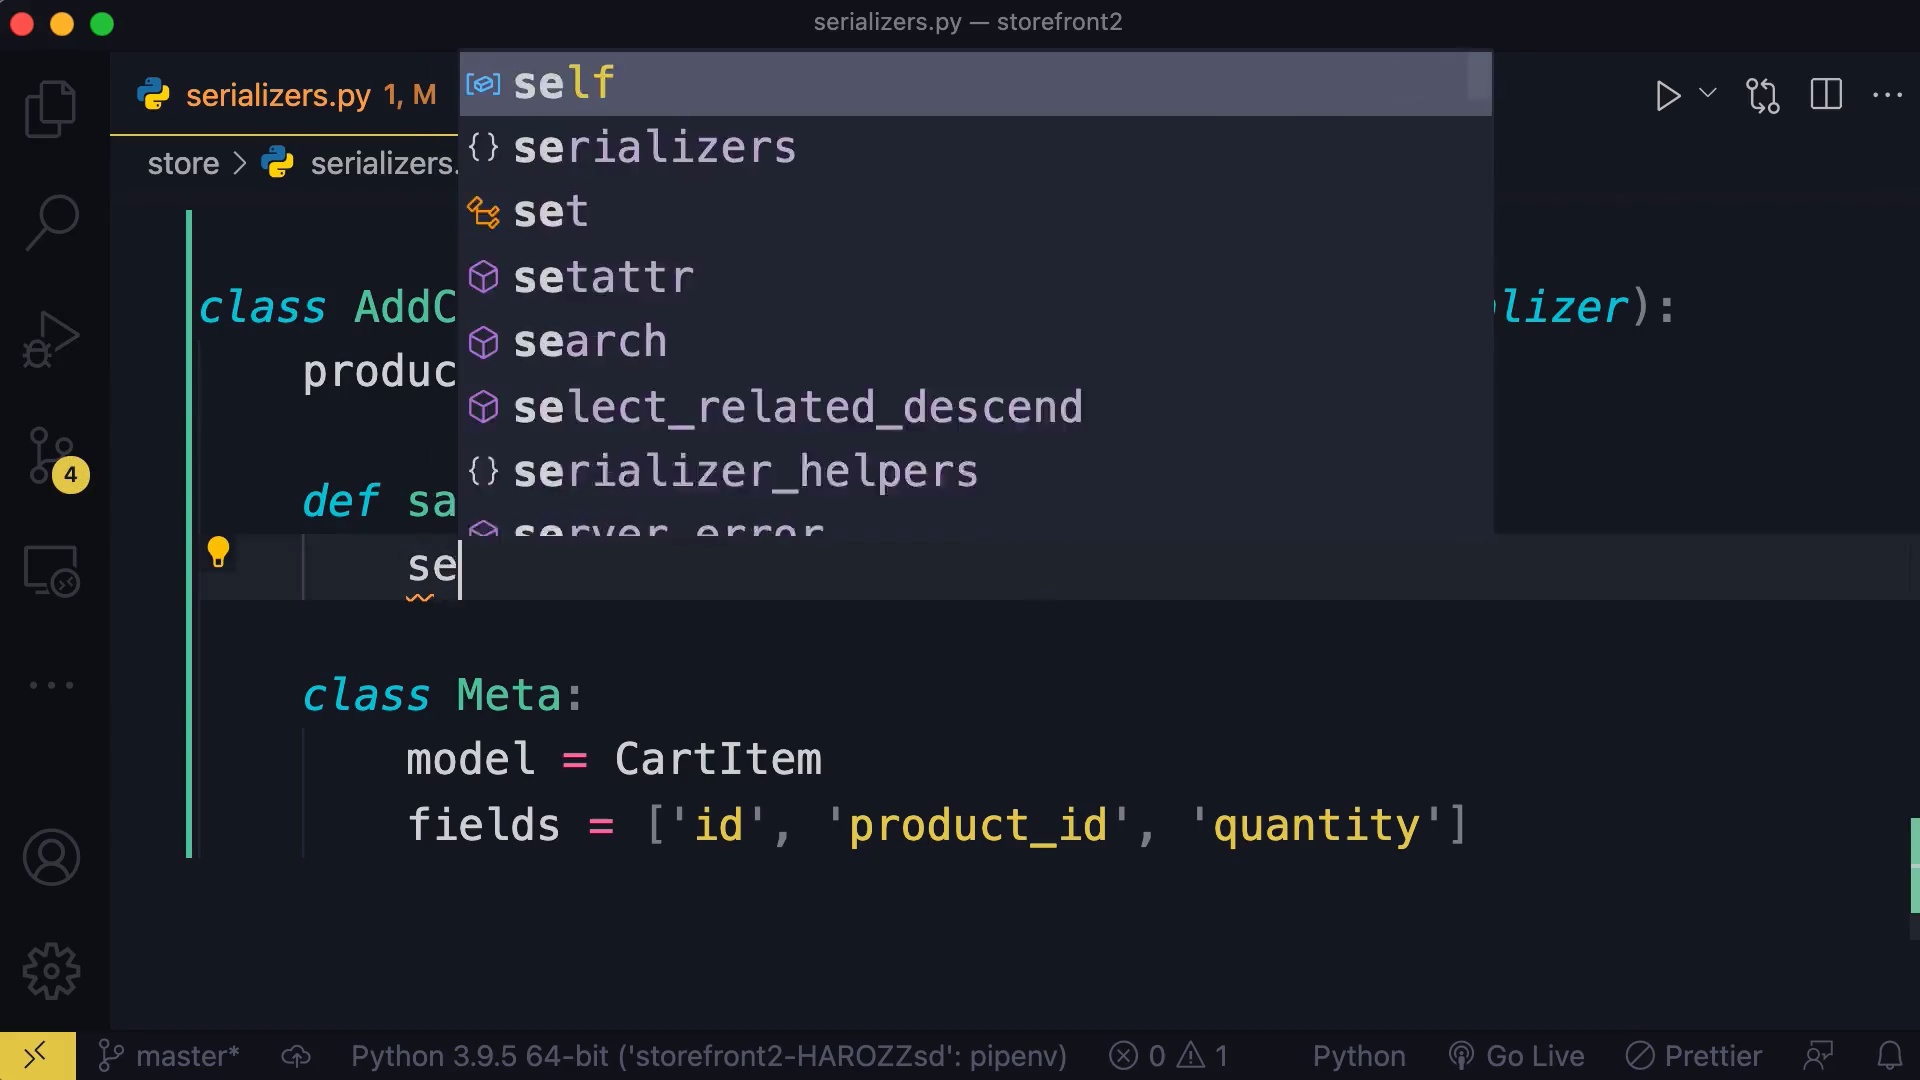 serializers.py — storefront2
serializers.py 1, M
store > serializers.
self
serializers
set
setattr
search
select_related_descend
serializer_helpers
server_error
class AddC lizer):
produc
def sa
se
class Meta:
model = CartItem
fields = ['id', 'product_id', 'quantity']
4
master* Python 3.9.5 64-bit ('storefront2-HAROZZsd': pipenv) 0 1 Python Go Live Prettier